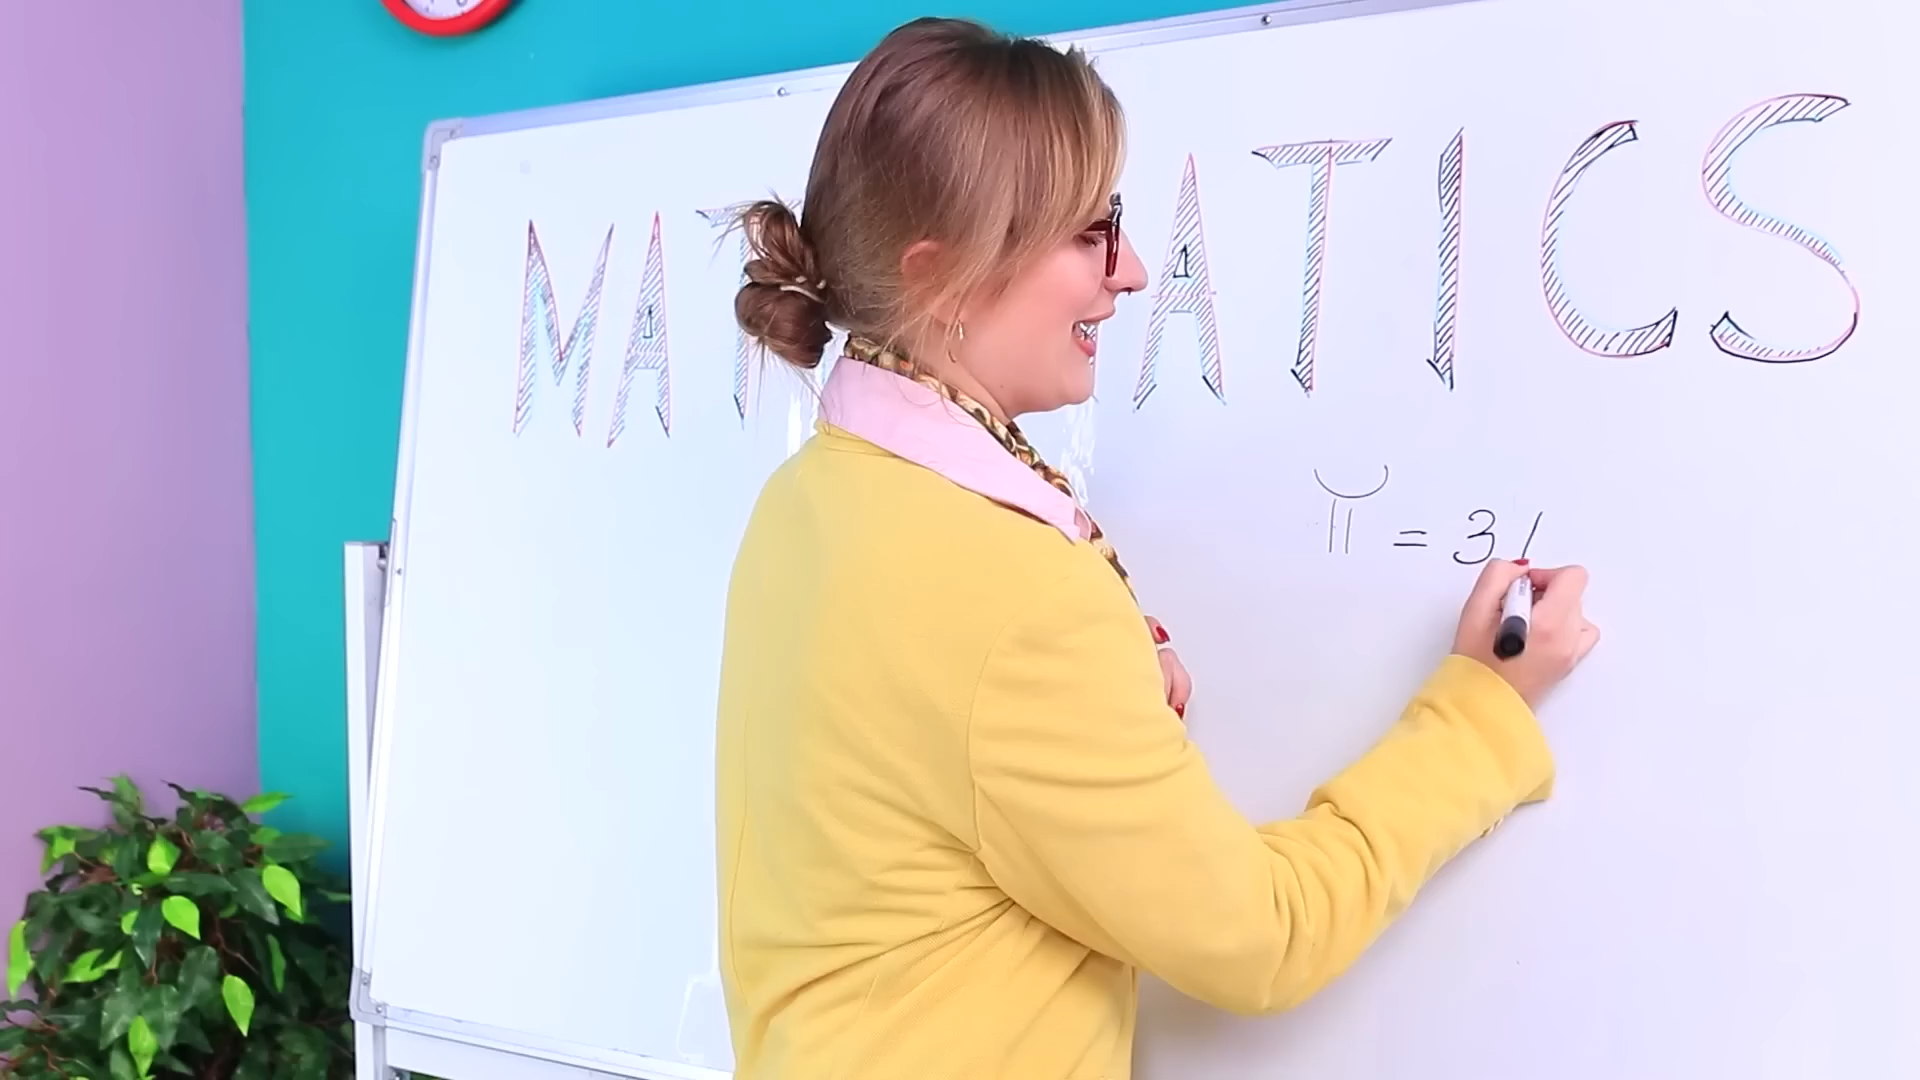 MAT ATICS
π = 3